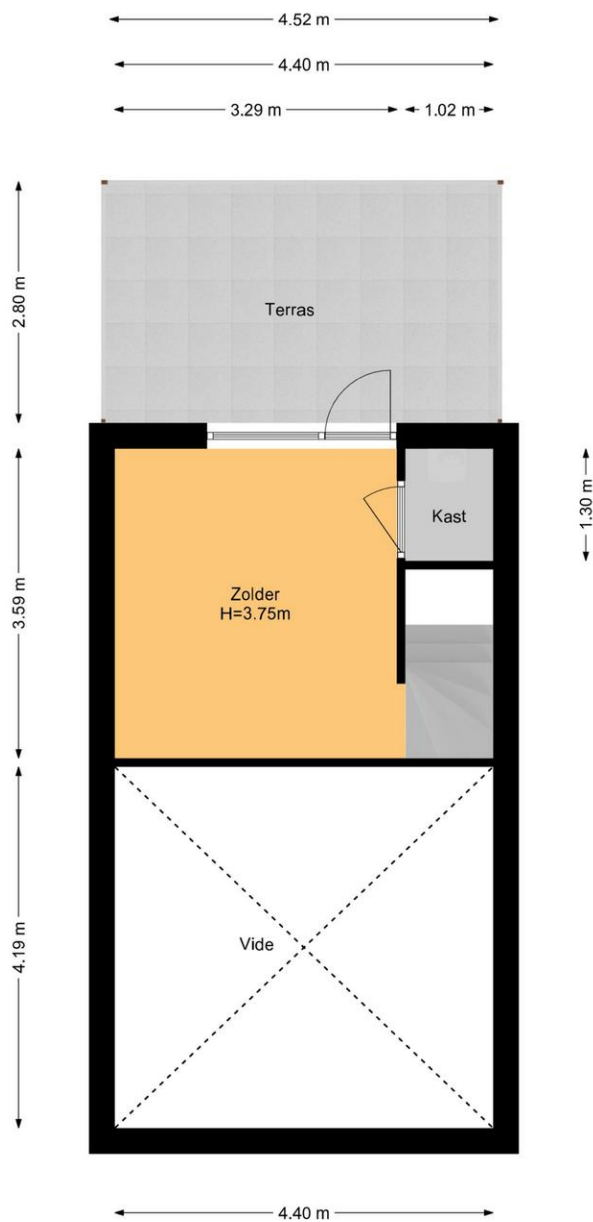 4.52 m
4.40 m
3.29 m
1.02 m
2.80 m
Terras
3.59 m
1.30 m
Kast
Zolder
H=3.75m
4.19 m
Vide
4.40 m